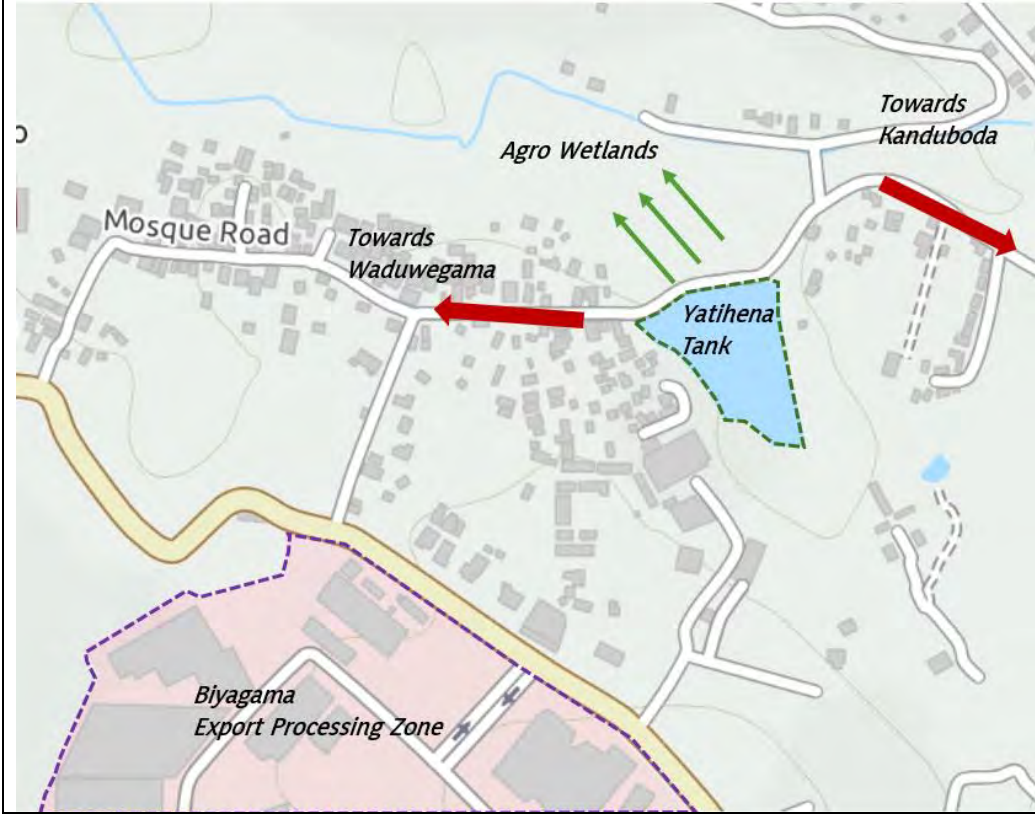 Towards
Kanduboda
Agro Wetlands
Mosque Road
Towards
Waduwegama
Yatihena
Tank
Biyagama
Export Processing Zone